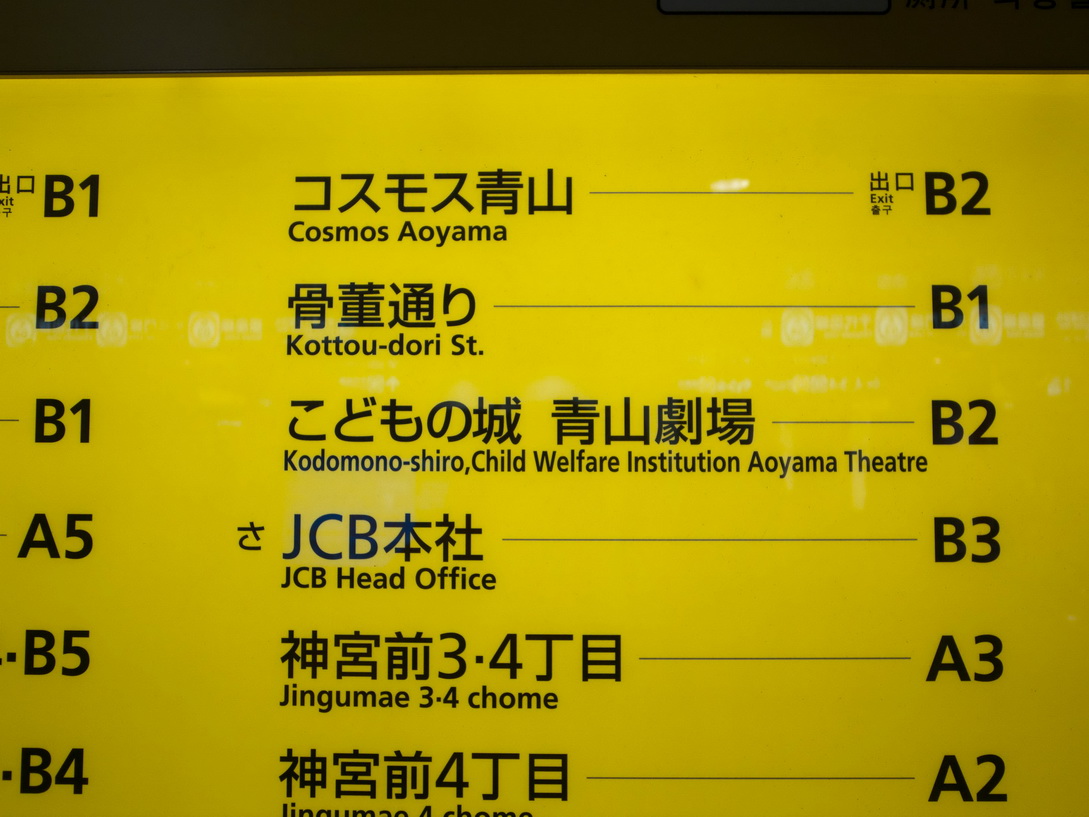 出口 B1
B2
B1
A5
·B5
·B4
コスモス青山 出口 B2
Cosmos Aoyama Exit
출구
骨董通り B1
Kottou-dori St.
こどもの城 青山劇場 B2
Kodomono-shiro,Child Welfare Institution Aoyama Theatre
さ JCB本社 B3
JCB Head Office
神宮前3·4丁目 A3
Jingumae 3·4 chome
神宮前4丁目 A2
Jingumae 4 chome